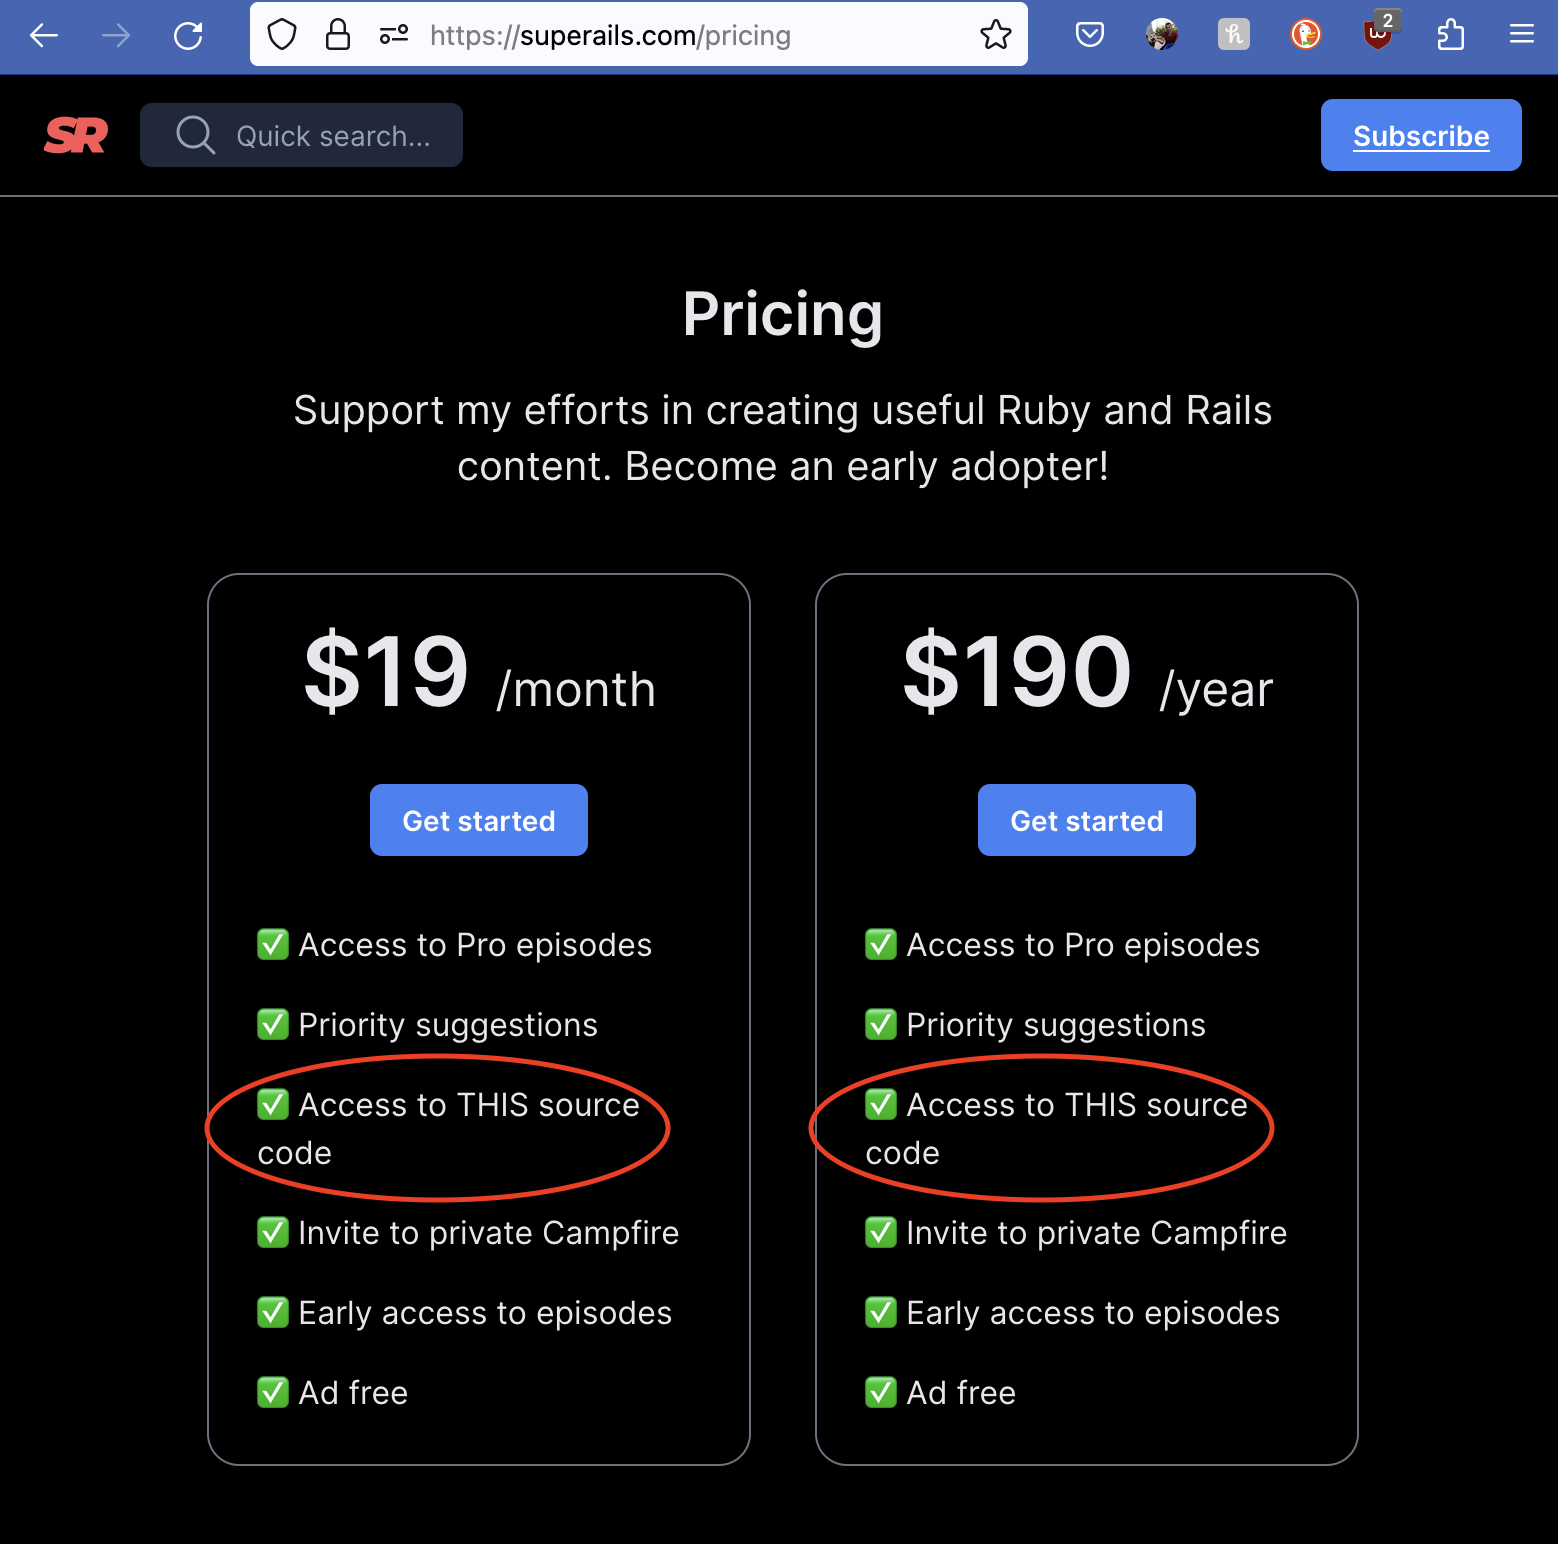 https://superails.com/pricing
2
SR
Quick search...
Subscribe
Pricing
Support my efforts in creating useful Ruby and Rails
content. Become an early adopter!
$19 /month
Get started
✅ Access to Pro episodes
✅ Priority suggestions
✅ Access to THIS source
code
✅ Invite to private Campfire
✅ Early access to episodes
✅ Ad free
$190 /year
Get started
✅ Access to Pro episodes
✅ Priority suggestions
✅ Access to THIS source
code
✅ Invite to private Campfire
✅ Early access to episodes
✅ Ad free